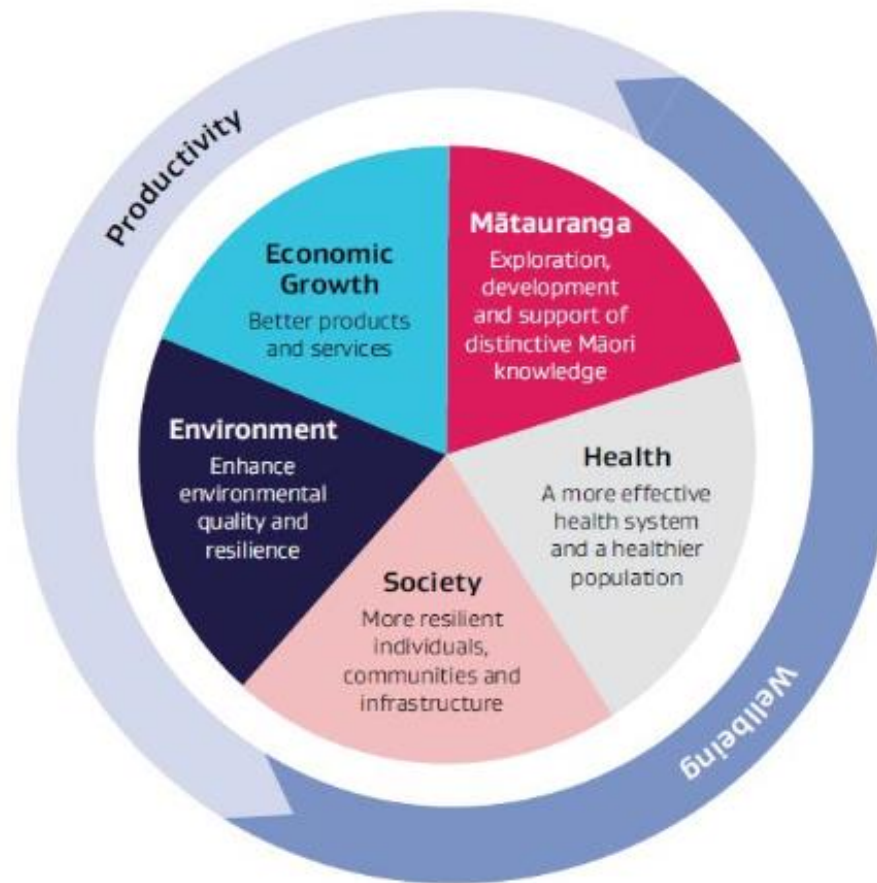 Productivity
Mātauranga
Exploration,
development
and support of
distinctive Māori
knowledge
Health
A more effective
health system
and a healthier
population
Society
More resilient
individuals,
communities and
infrastructure
Environment
Enhance
environmental
quality and
resilience
Economic
Growth
Better products
and services
Wellbeing